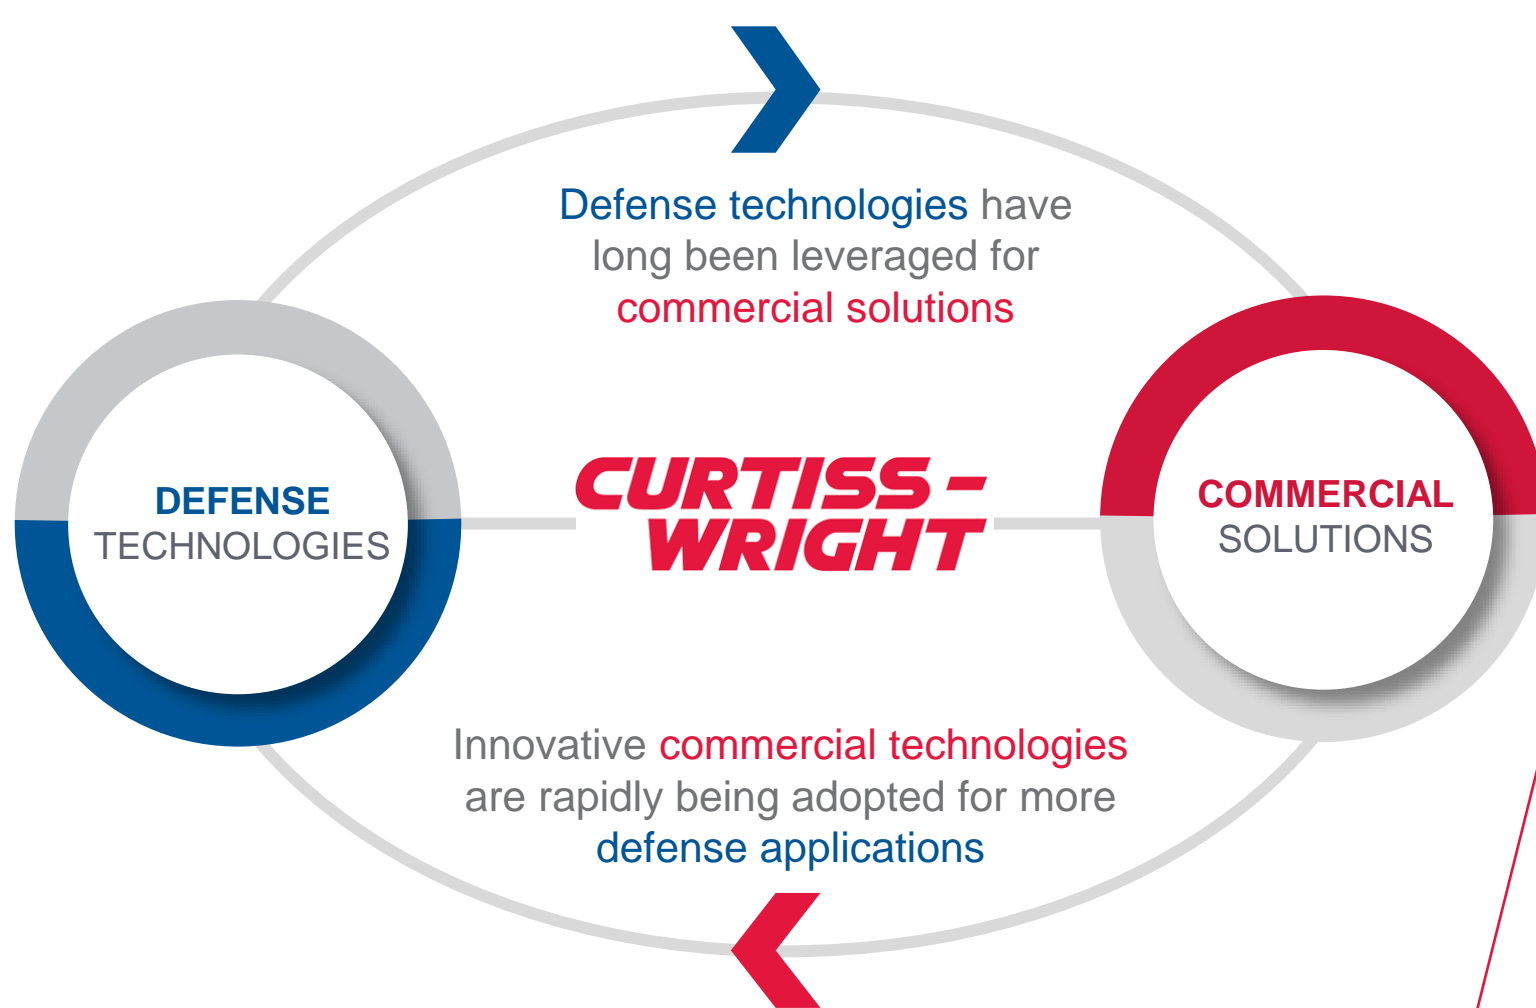 Defense technologies have
long been leveraged for
commercial solutions
DEFENSE
TECHNOLOGIES
CURTISS-
WRIGHT
COMMERCIAL
SOLUTIONS
Innovative commercial technologies
are rapidly being adopted for more
defense applications